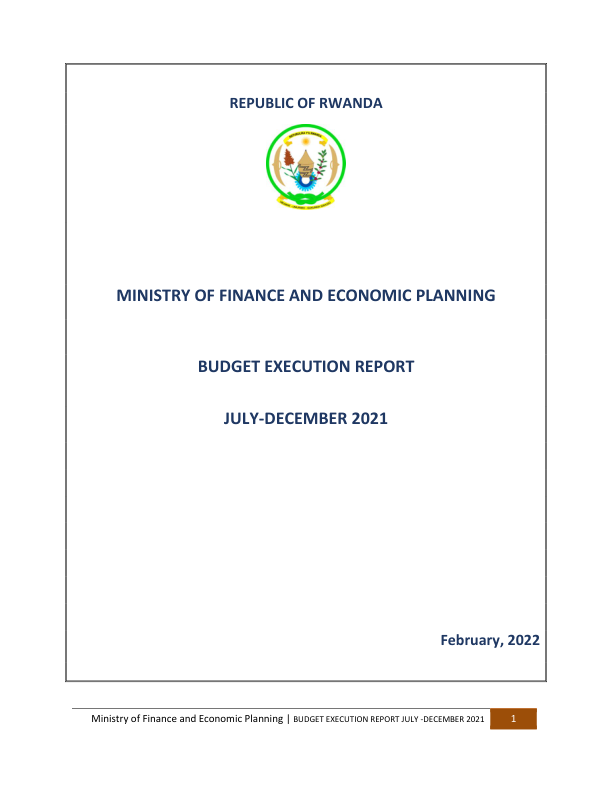 REPUBLIC OF RWANDA
MINISTRY OF FINANCE AND ECONOMIC PLANNING
BUDGET EXECUTION REPORT
JULY-DECEMBER 2021
February, 2022
Ministry of Finance and Economic Planning | BUDGET EXECUTION REPORT JULY -DECEMBER 2021 1